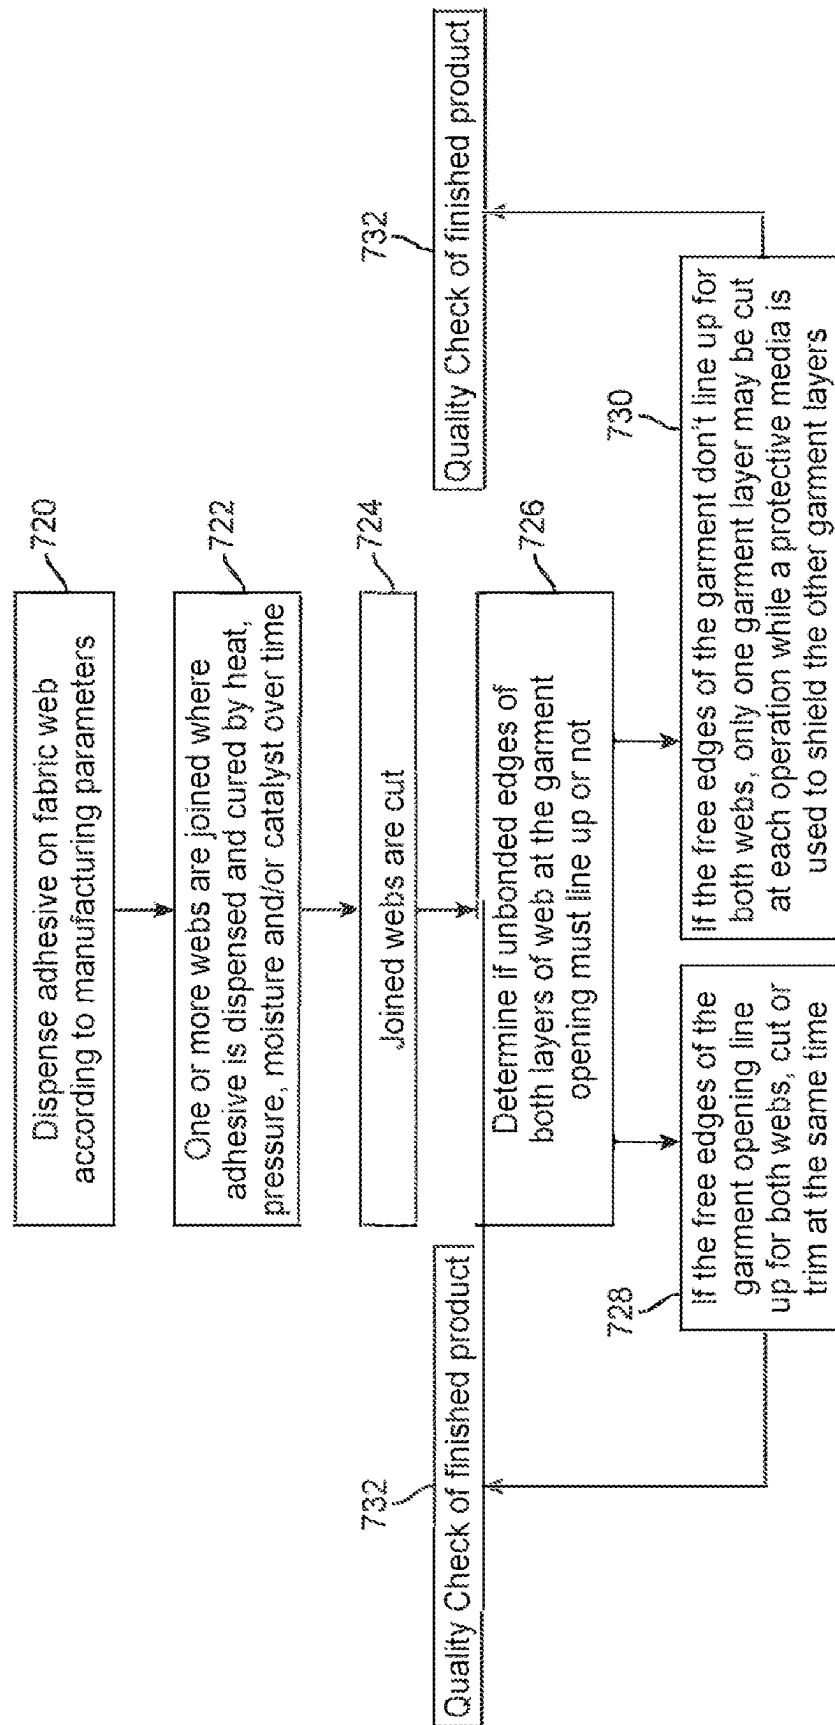 Dispense adhesive on fabric web
according to manufacturing parameters
720
One or more webs are joined where
adhesive is dispensed and cured by heat,
pressure, moisture and/or catalyst over time
722
Joined webs are cut
724
Determine if unbonded edges of
both layers of web at the garment
opening must line up or not
726
If the free edges of the
garment opening line
up for both webs, cut or
trim at the same time
728
If the free edges of the garment don't line up for
both webs, only one garment layer may be cut
at each operation while a protective media is
used to shield the other garment layers
730
Quality Check of finished product
732
Quality Check of finished product
732